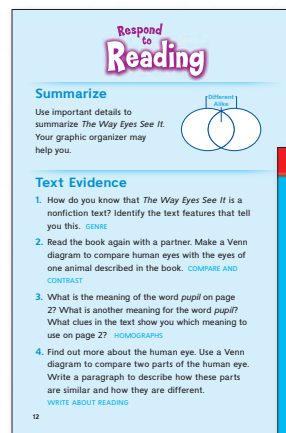 Respond
to
Reading
Summarize
Use important details to
summarize The Way Eyes See It.
Your graphic organizer may
help you.
Different
Alike
Text Evidence
1. How do you know that The Way Eyes See It is a
nonfiction text? Identify the text features that tell
you this. GENRE
2. Read the book again with a partner. Make a Venn
diagram to compare human eyes with the eyes of
one animal described in the book. COMPARE AND
CONTRAST
3. What is the meaning of the word pupil on page
2? What is another meaning for the word pupil?
What clues in the text show you which meaning to
use on page 2? HOMOGRAPHS
4. Find out more about the human eye. Use a Venn
diagram to compare two parts of the human eye.
Write a paragraph to describe how these parts
are similar and how they are different.
WRITE ABOUT READING
12